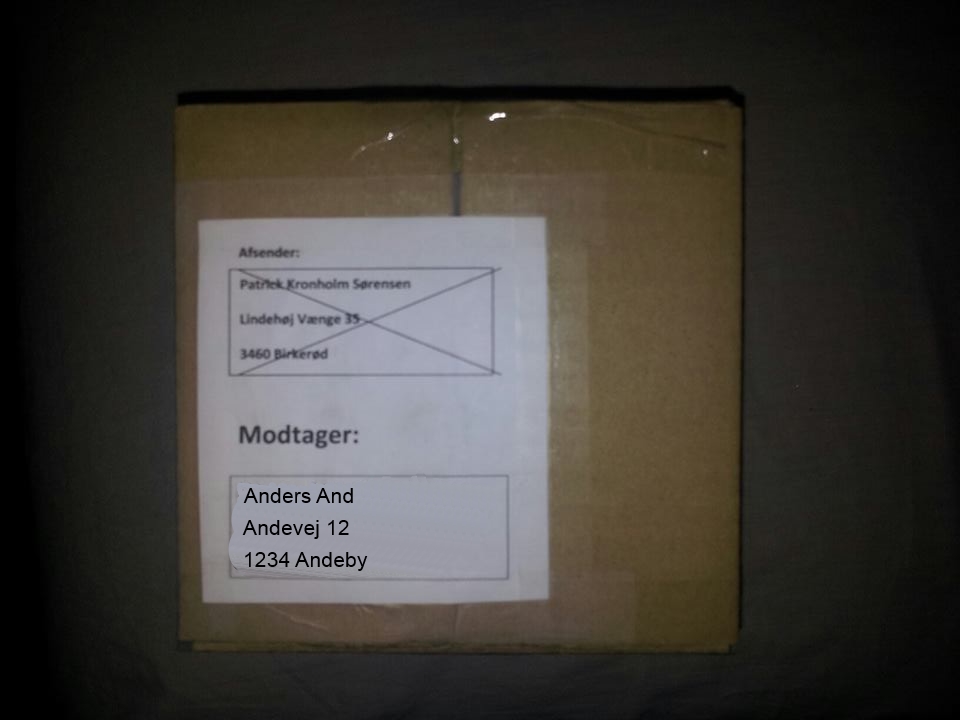 Afsender:
Patrick Kronholm Sørensen
Lindehøj Vænge 35
3460 Birkerød
Modtager:
Anders And
Andevej 12
1234 Andeby